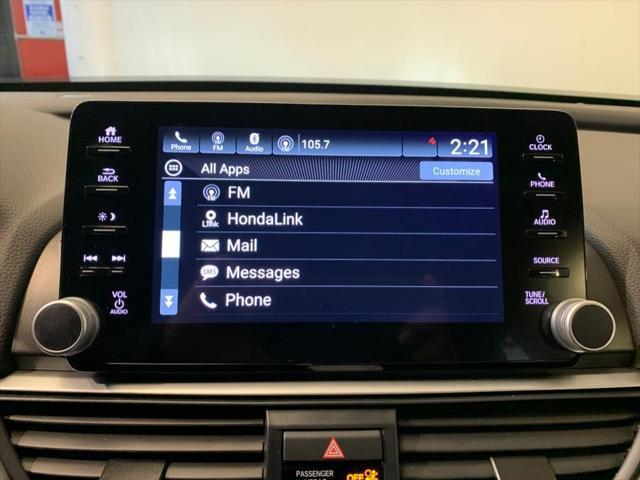 HOME
BACK
VOL
AUDIO
Phone
FM
Audio
105.7
2:21
All Apps
Customize
FM
Link
HondaLink
Mail
SMS
Messages
Phone
CLOCK
PHONE
AUDIO
SOURCE
TUNE/
SCROLL
PASSENGER
OFF